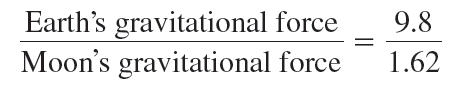 Earth's gravitational force = 9.8
Moon's gravitational force 1.62